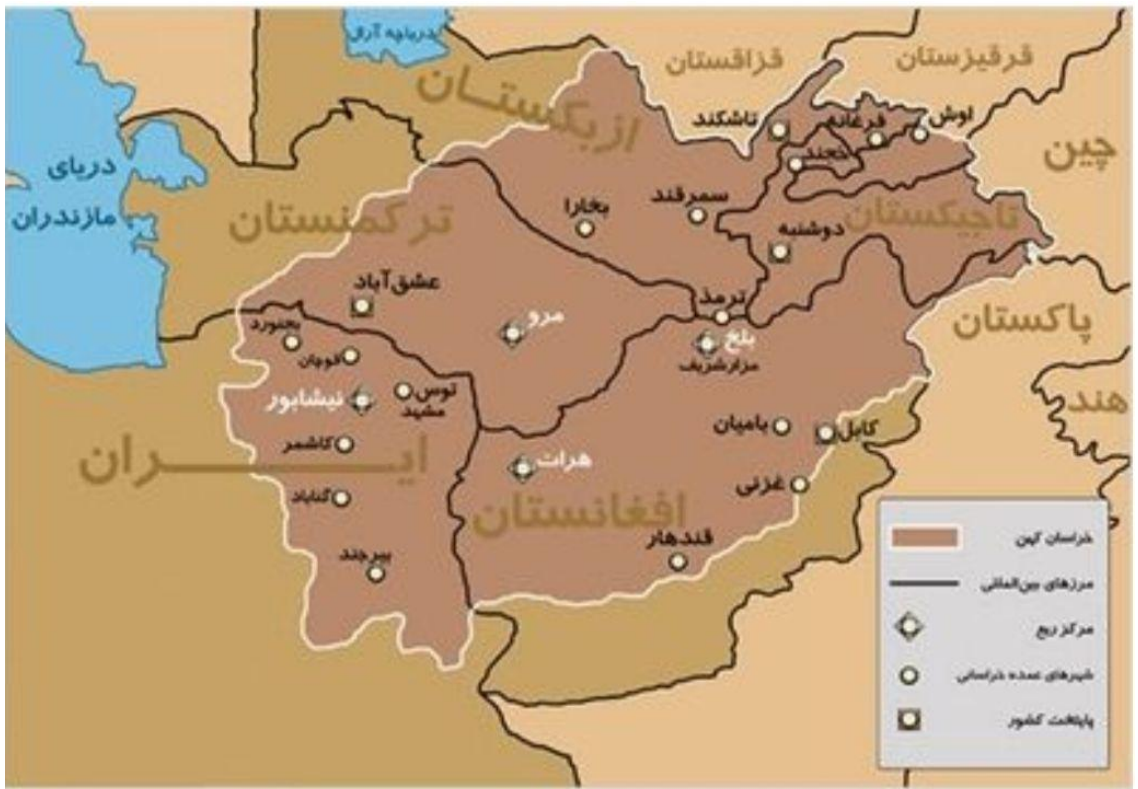 دریاچه آرال
قزاقستان
قرقیزستان
ازبکستان
تاشکند
فرغانه
اوش
چین
خجند
دریای
مازندران
ترکمنستان
بخارا
سمرقند
تاجیکستان
دوشنبه
عشق‌آباد
ترمذ
مرو
بلخ
مزارشریف
پاکستان
بجنورد
قوچان
توس
مشهد
نیشابور
هند
بامیان
کابل
کاشمر
ایــــران
هرات
غزنی
گناباد
افغانستان
قندهار
بیرجند
خراسان کهن
مرزهای بین‌المللی
مرکز ربع
شهرهای عمده خراسانی
پایتخت کشور